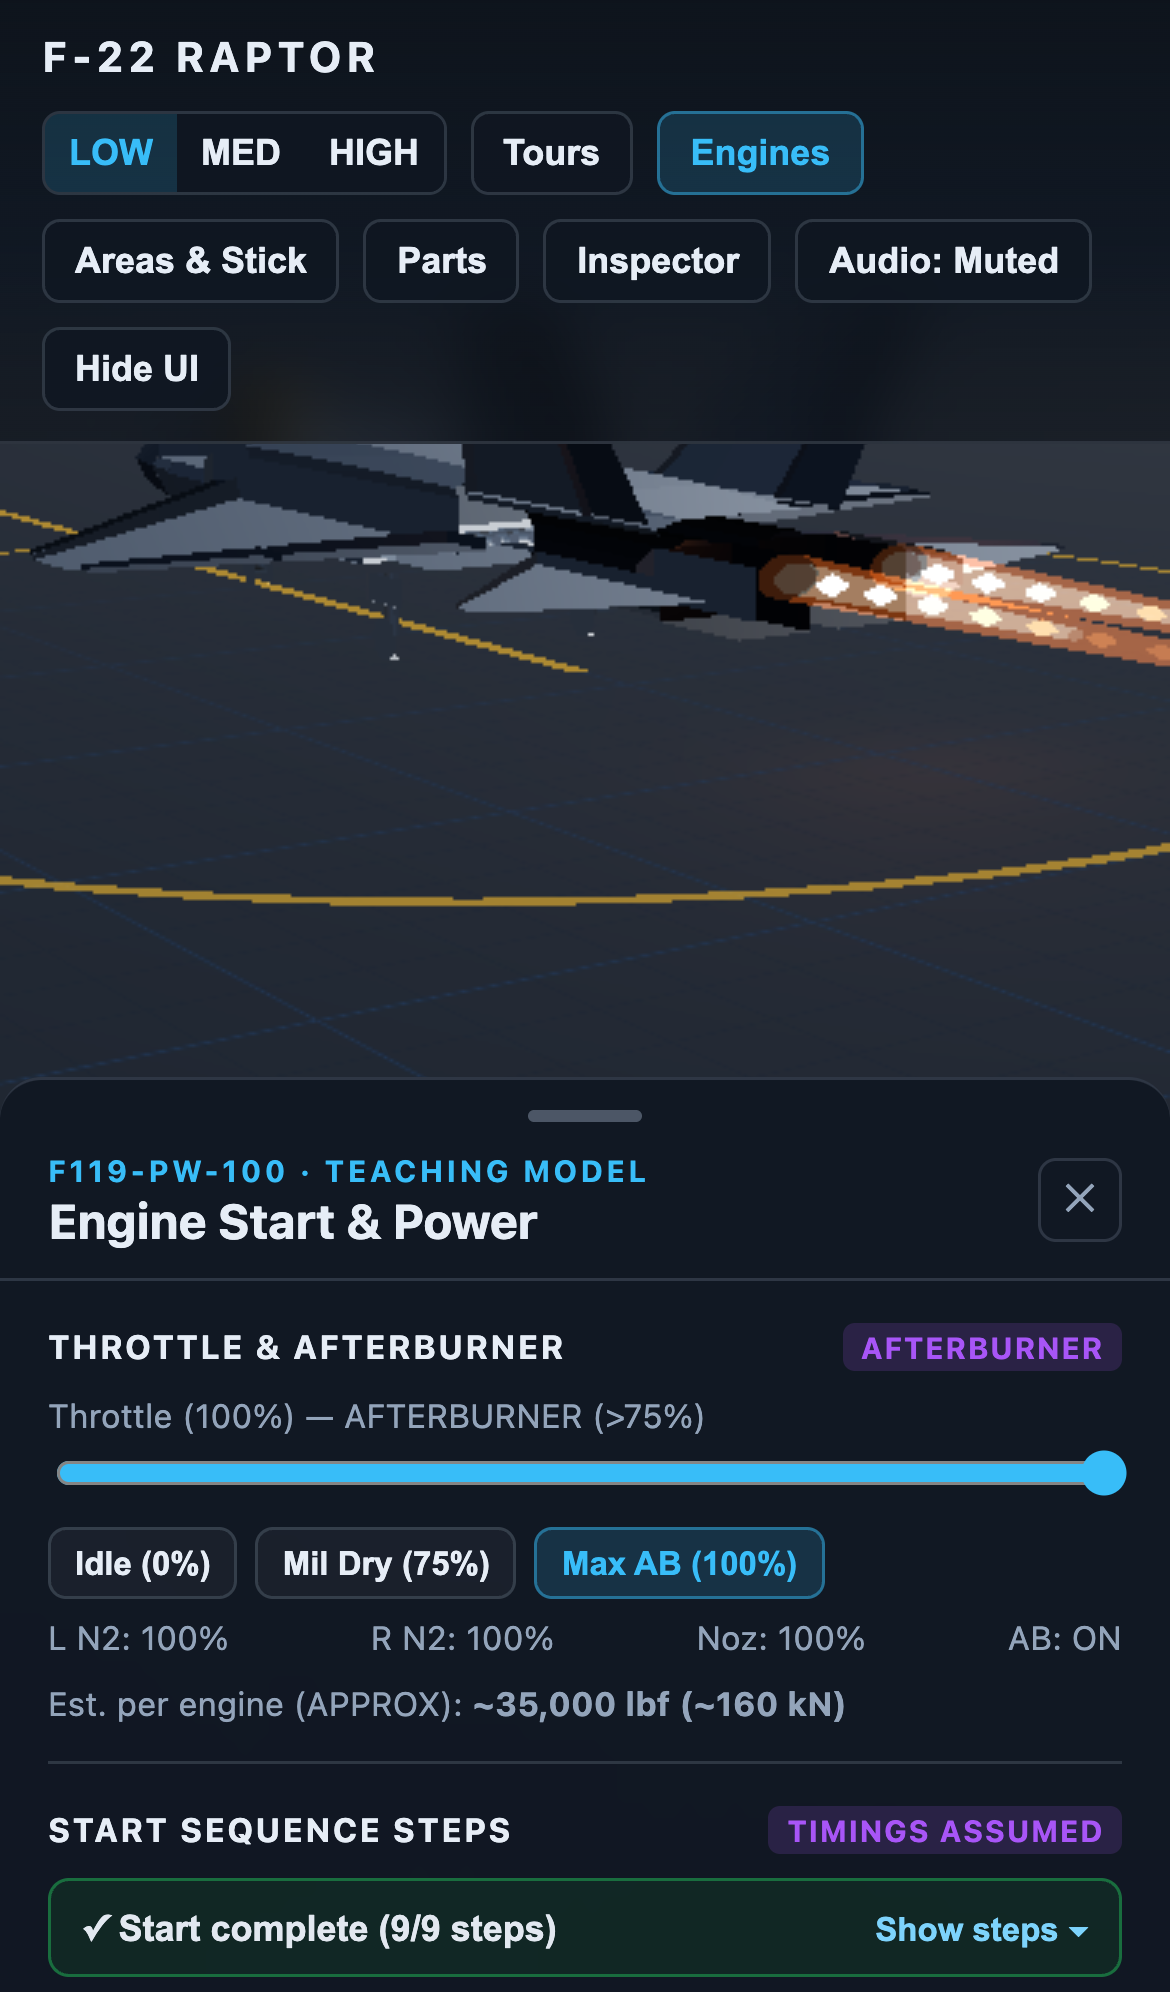 F-22 RAPTOR
LOW MED HIGH Tours Engines
Areas & Stick Parts Inspector Audio: Muted
Hide UI
F119-PW-100 · TEACHING MODEL
Engine Start & Power
THROTTLE & AFTERBURNER AFTERBURNER
Throttle (100%) — AFTERBURNER (>75%)
Idle (0%) Mil Dry (75%) Max AB (100%)
L N2: 100% R N2: 100% Noz: 100% AB: ON
Est. per engine (APPROX): ~35,000 lbf (~160 kN)
START SEQUENCE STEPS TIMINGS ASSUMED
✓ Start complete (9/9 steps) Show steps